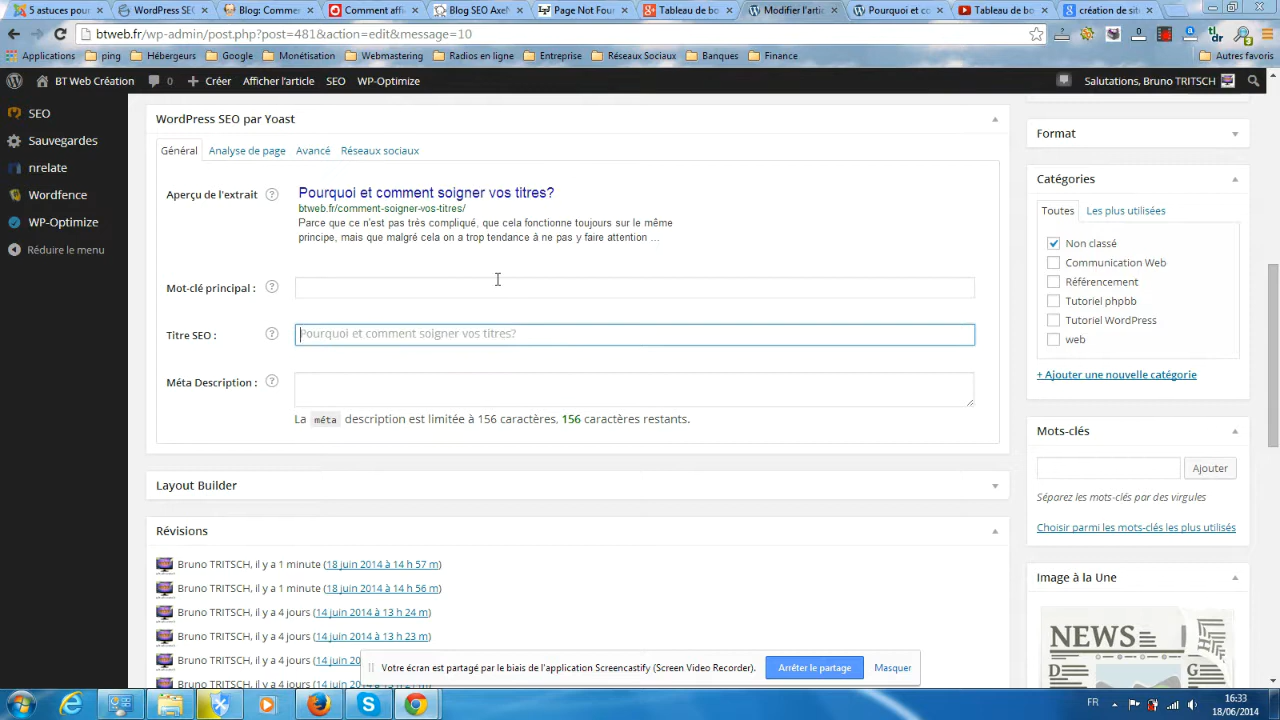 5 astuces pour
WordPress SEO
Blog: Commen
Comment affi
Blog SEO Axe
Page Not Foun
Tableau de bo
Modifier l'arti
Pourquoi et co
Tableau de bo
création de sit
btweb.fr/wp-admin/post.php?post=481&action=edit&message=10
Applications
ping
Hébergeurs
Google
Monétisation
Webmastering
Radios en ligne
Entreprise
Réseaux Sociaux
Banques
Finance
Autres favoris
BT Web Création
0
Créer
Afficher l'article
SEO
WP-Optimize
Salutations, Bruno TRITSCH
SEO
Sauvegardes
nrelate
Wordfence
WP-Optimize
Réduire le menu
WordPress SEO par Yoast
Général
Analyse de page
Avancé
Réseaux sociaux
Aperçu de l'extrait
Pourquoi et comment soigner vos titres?
btweb.fr/comment-soigner-vos-titres/
Parce que ce n'est pas très compliqué, que cela fonctionne toujours sur le même
principe, mais que malgré cela on a trop tendance à ne pas y faire attention ...
Mot-clé principal :
Titre SEO :
Pourquoi et comment soigner vos titres?
Méta Description :
La méta description est limitée à 156 caractères, 156 caractères restants.
Layout Builder
Révisions
Bruno TRITSCH, il y a 1 minute (18 juin 2014 à 14 h 57 m)
Bruno TRITSCH, il y a 1 minute (18 juin 2014 à 14 h 56 m)
Bruno TRITSCH, il y a 4 jours (14 juin 2014 à 13 h 24 m)
Bruno TRITSCH, il y a 4 jours (14 juin 2014 à 13 h 23 m)
Bruno TRITSCH, il y a 4 jours (14 juin 20
Format
Catégories
Toutes
Les plus utilisées
Non classé
Communication Web
Référencement
Tutoriel phpbb
Tutoriel WordPress
web
+ Ajouter une nouvelle catégorie
Mots-clés
Ajouter
Séparez les mots-clés par des virgules
Choisir parmi les mots-clés les plus utilisés
Image à la Une
NEWS
Votre écran est partagé par le biais de l'application Screencastify (Screen Video Recorder).
Arrêter le partage
Masquer
FR
16:33
18/06/2014